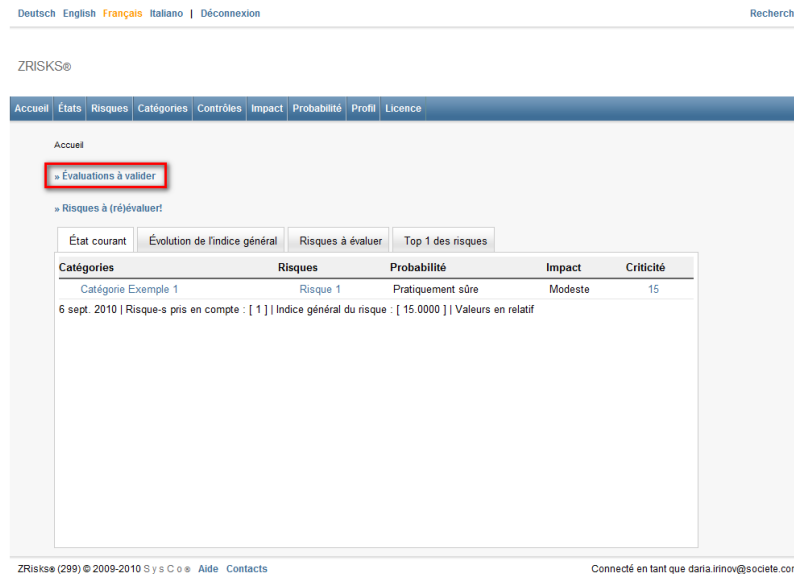 Deutsch English Français Italiano | Déconnexion Recherch
ZRISKS®
Accueil États Risques Catégories Contrôles Impact Probabilité Profil Licence
Accueil
» Évaluations à valider
» Risques à (ré)évaluer!
État courant Évolution de l'indice général Risques à évaluer Top 1 des risques
Catégories Risques Probabilité Impact Criticité
Catégorie Exemple 1 Risque 1 Pratiquement sûre Modeste 15
6 sept. 2010 | Risque-s pris en compte : [ 1 ] | Indice général du risque : [ 15.0000 ] | Valeurs en relatif
ZRisks® (299) © 2009-2010 S y s C o ® Aide Contacts Connecté en tant que daria.irinov@societe.com